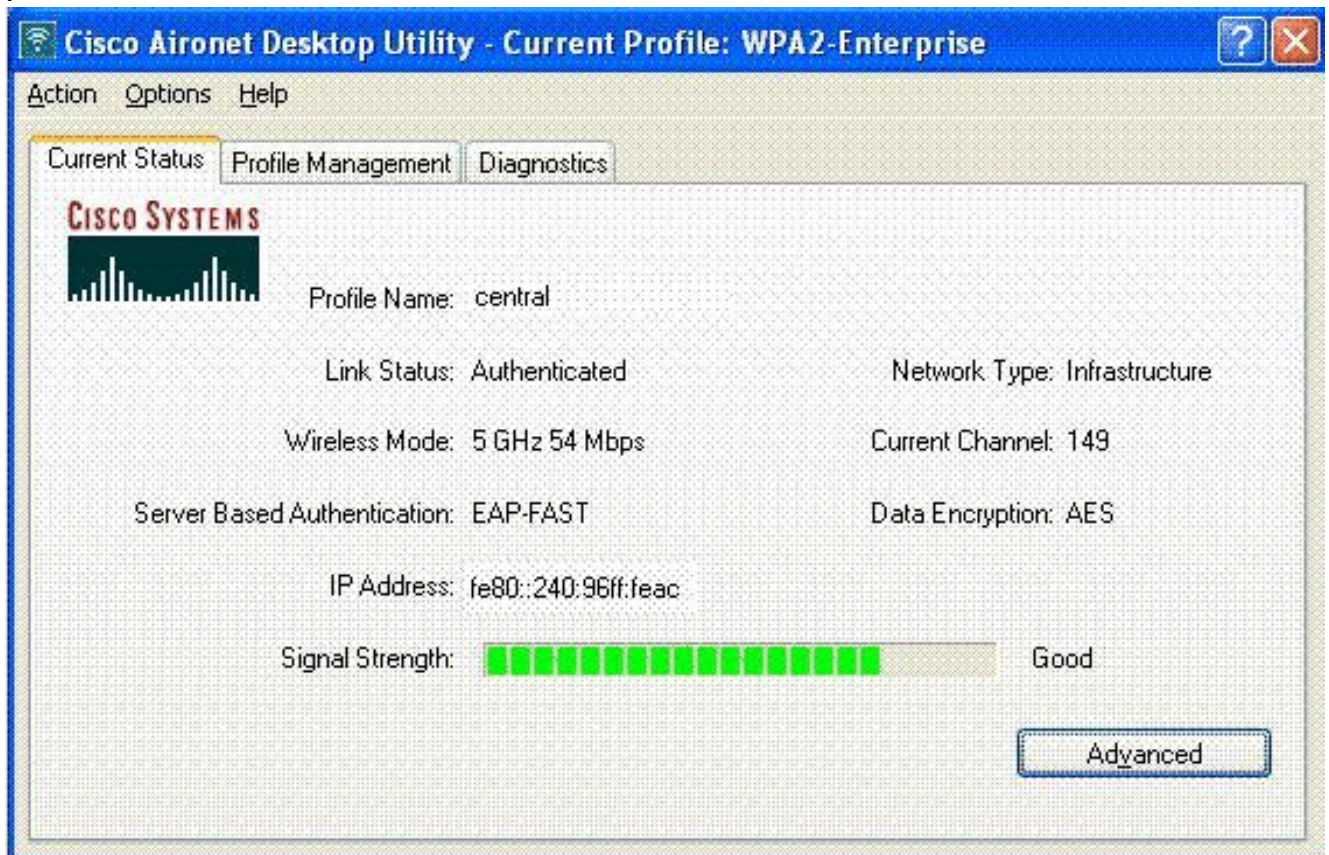 Cisco Aironet Desktop Utility - Current Profile: WPA2-Enterprise
Action Options Help
Current Status Profile Management Diagnostics
CISCO SYSTEMS
Profile Name: central
Link Status: Authenticated Network Type: Infrastructure
Wireless Mode: 5 GHz 54 Mbps Current Channel: 149
Server Based Authentication: EAP-FAST Data Encryption: AES
IP Address: fe80::240:96ff:feac
Signal Strength: Good
Advanced